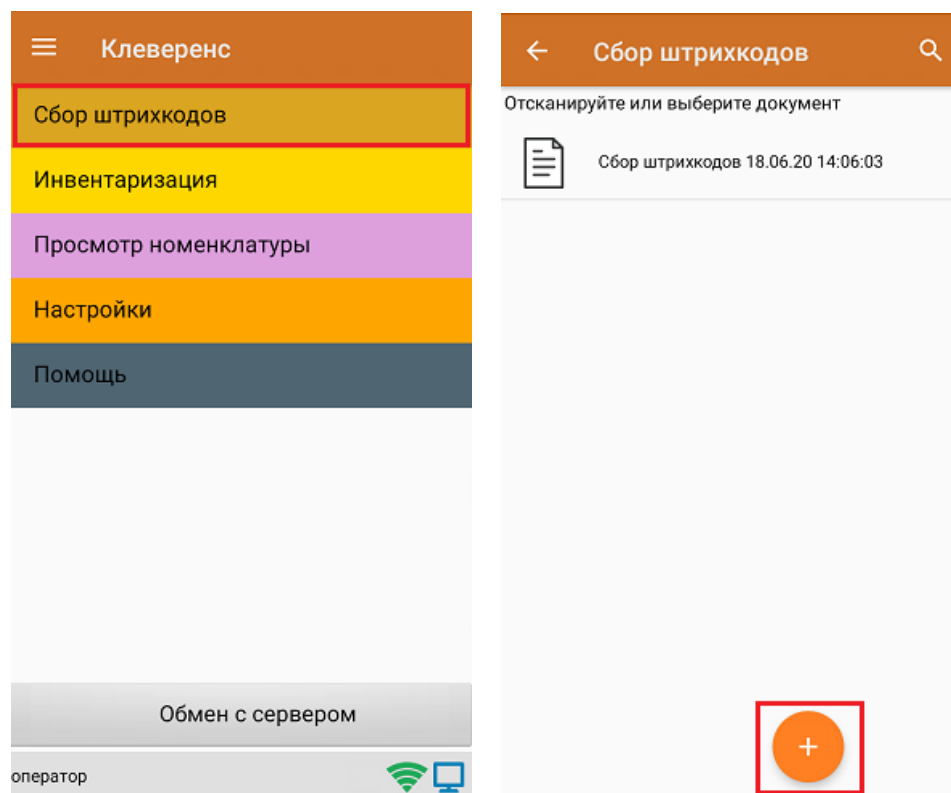 Клеверенс
Сбор штрихкодов
Инвентаризация
Просмотр номенклатуры
Настройки
Помощь
Обмен с сервером
оператор
Сбор штрихкодов
Отсканируйте или выберите документ
Сбор штрихкодов 18.06.20 14:06:03
+